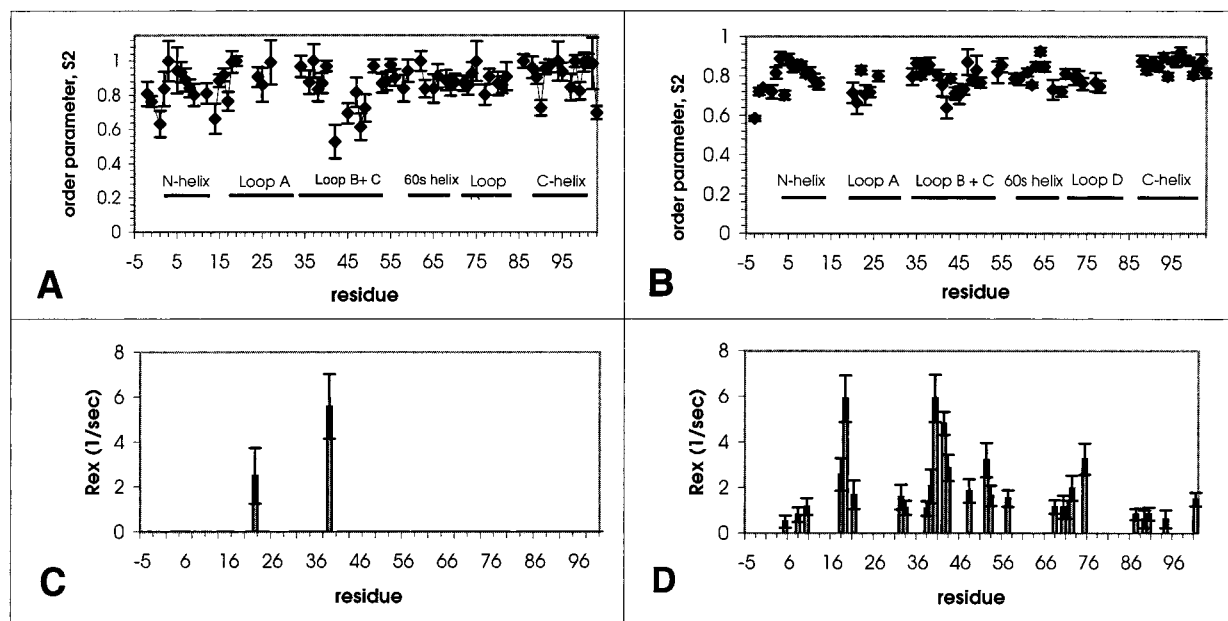 order parameter, S2
1
0.8
0.6
0.4
0.2
0
N-helix Loop A Loop B+ C 60s helix Loop C-helix
-5 5 15 25 35 45 55 65 75 85 95
residue
A
order parameter, S2
1
0.8
0.6
0.4
0.2
0
N-helix Loop A Loop B + C 60s helix Loop D C-helix
-5 5 15 25 35 45 55 65 75 85 95
residue
B
Rex (1/sec)
8
6
4
2
0
-5 6 16 26 36 46 56 66 76 86 96
residue
C
Rex (1/sec)
8
6
4
2
0
-5 6 16 26 36 46 56 66 76 86 96
residue
D